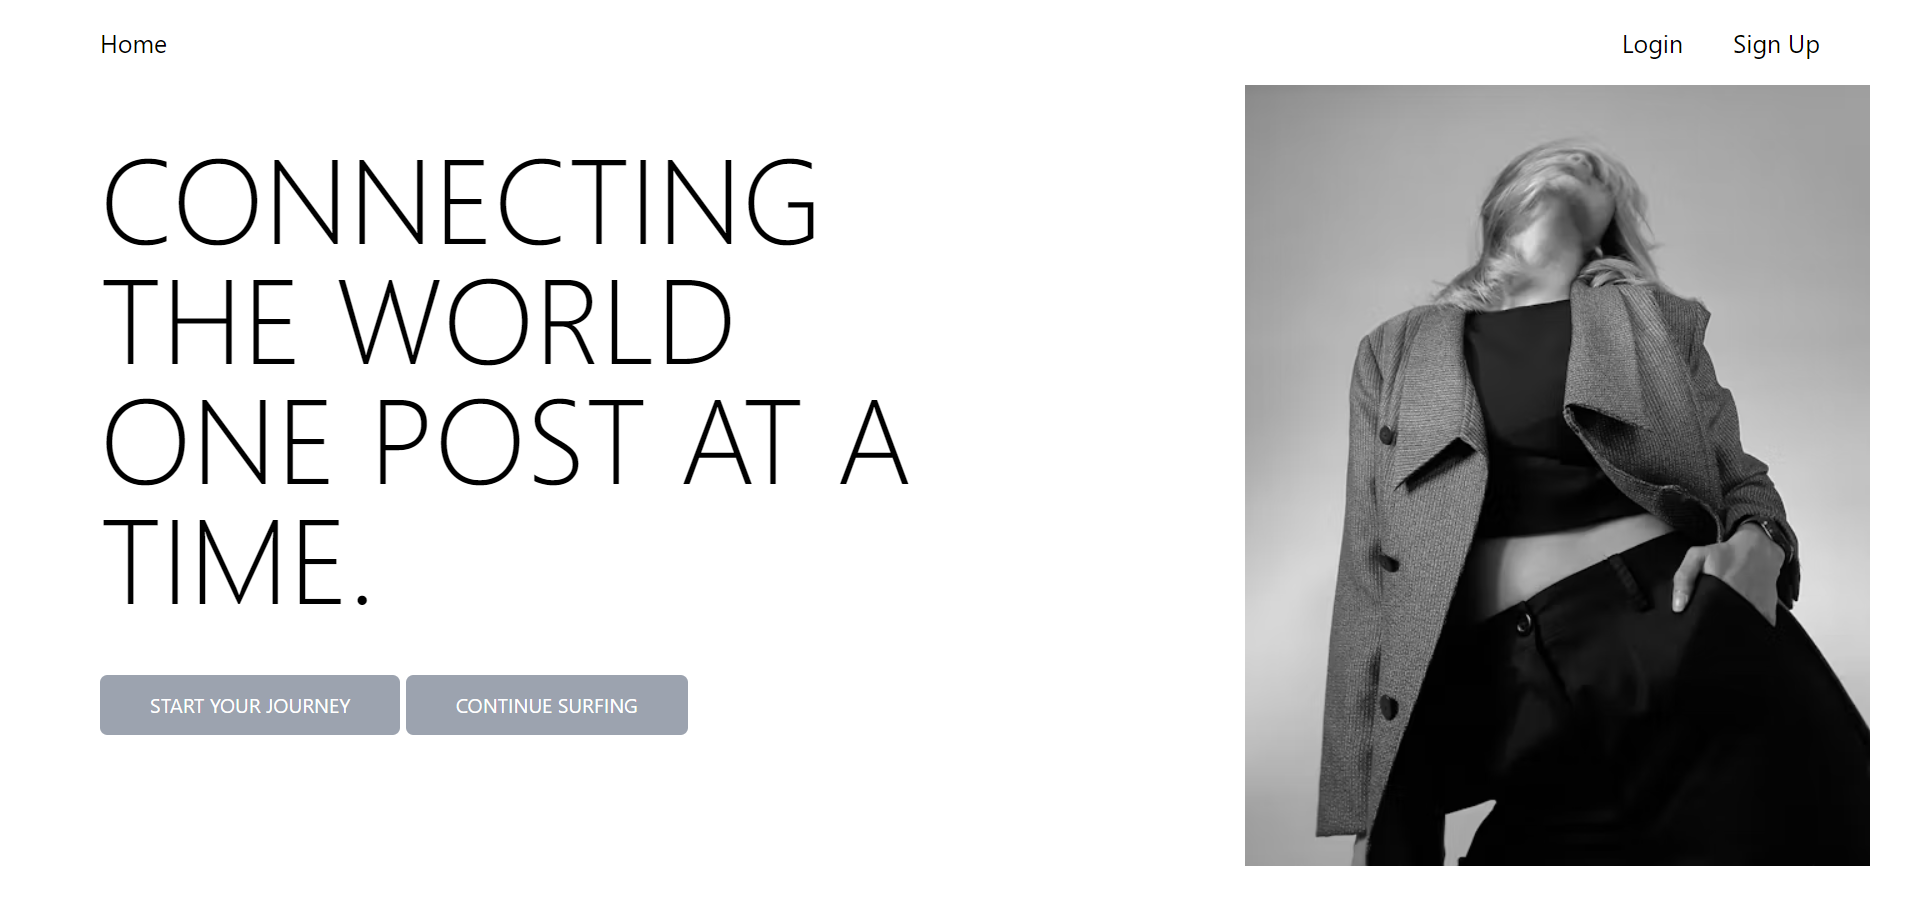 Home
Login
Sign Up
CONNECTING
THE WORLD
ONE POST AT A
TIME.
START YOUR JOURNEY
CONTINUE SURFING